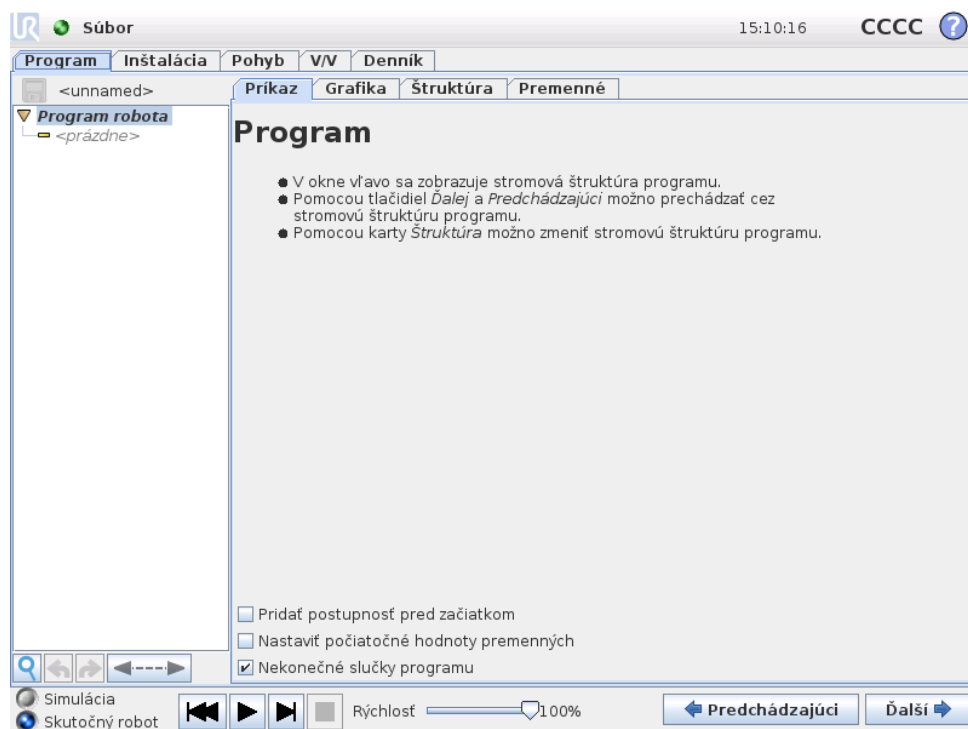 UR Súbor 15:10:16 CCCC ?
Program Inštalácia Pohyb V/V Denník
<unnamed> Príkaz Grafika Štruktúra Premenné
Program robota
<prázdne>
Program
V okne vľavo sa zobrazuje stromová štruktúra programu.
Pomocou tlačidiel Ďalej a Predchádzajúci možno prechádzať cez
stromovú štruktúru programu.
Pomocou karty Štruktúra možno zmeniť stromovú štruktúru programu.
Pridať postupnosť pred začiatkom
Nastaviť počiatočné hodnoty premenných
Nekonečné slučky programu
Simulácia
Skutočný robot
Rýchlosť 100% Predchádzajúci Ďalší